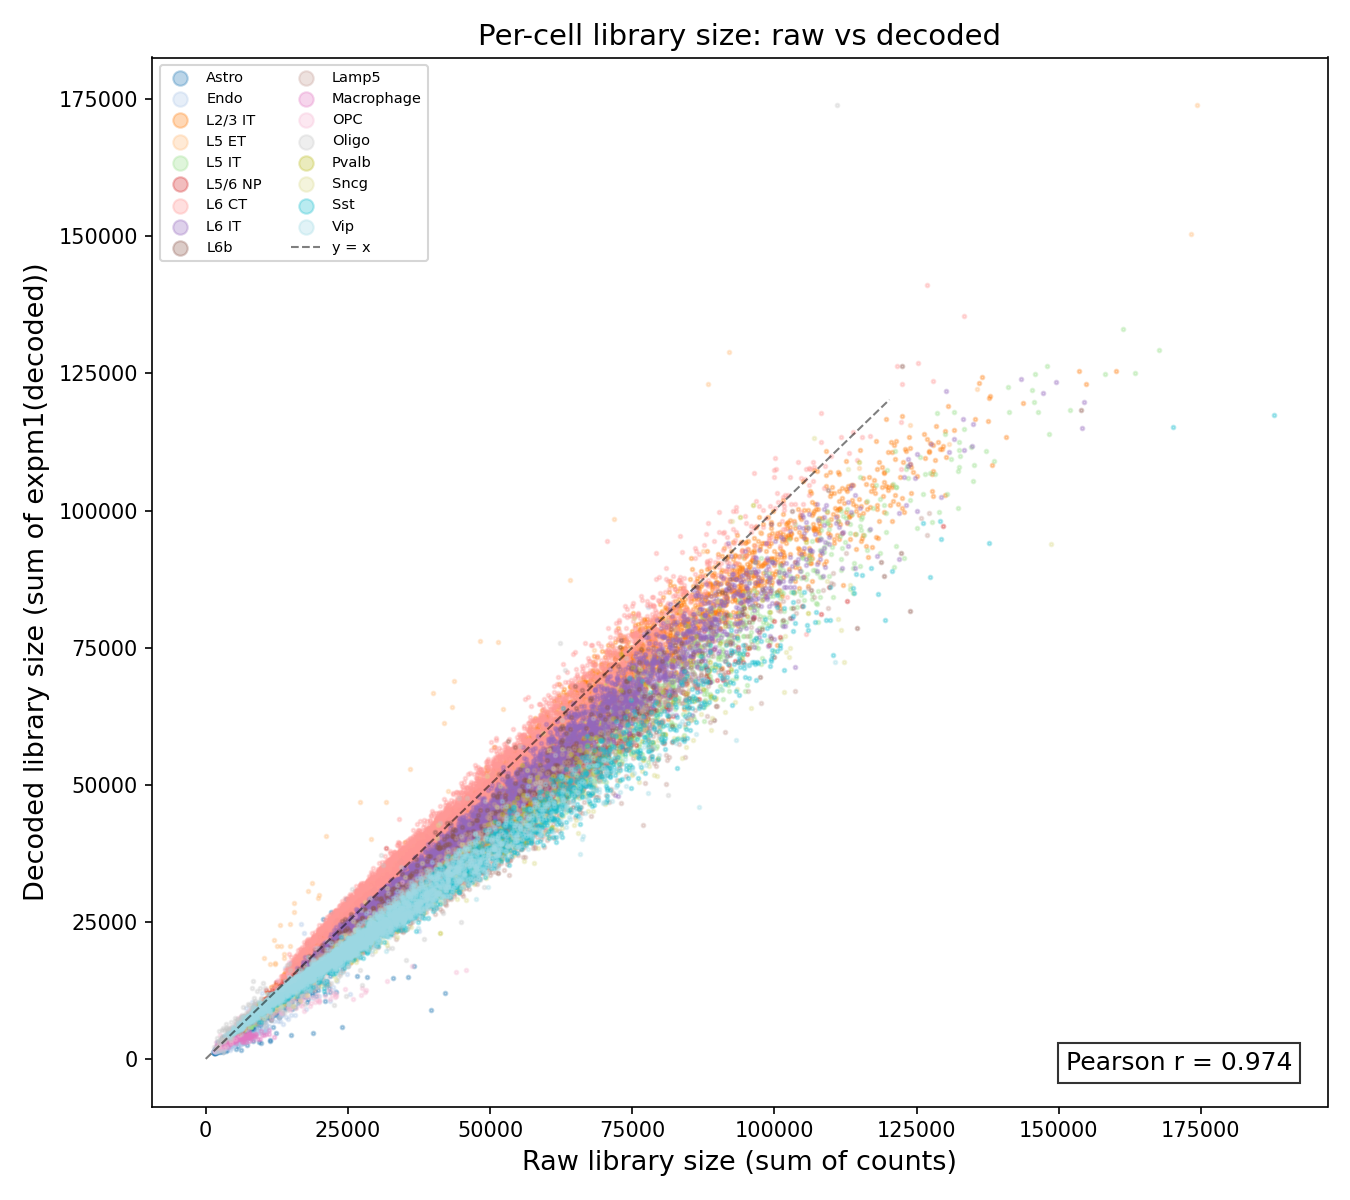 Per-cell library size: raw vs decoded
Astro
Endo
L2/3 IT
L5 ET
L5 IT
L5/6 NP
L6 CT
L6 IT
L6b
Lamp5
Macrophage
OPC
Oligo
Pvalb
Sncg
Sst
Vip
y = x
Decoded library size (sum of expm1(decoded))
175000
150000
125000
100000
75000
50000
25000
0
Pearson r = 0.974
0
25000
50000
75000
100000
125000
150000
175000
Raw library size (sum of counts)